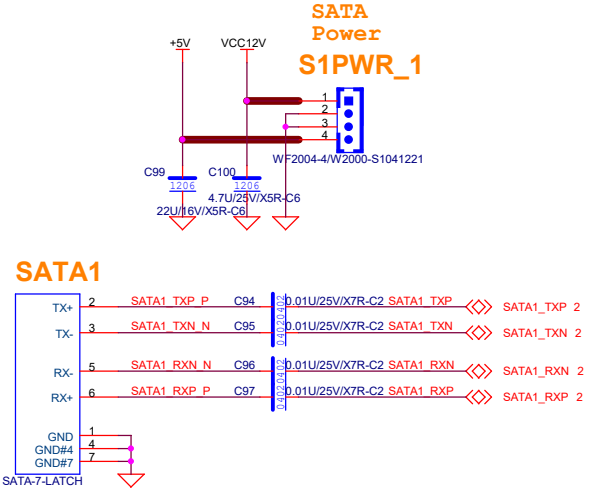 SATA
Power
S1PWR_1
+5V VCC12V
1
2
3
4
WF2004-4/W2000-S1041221
C99 C100
1206 1206
4.7U/25V/X5R-C6
22U/16V/X5R-C6
SATA1
TX+ 2 SATA1_TXP_P C94 0402 0.01U/25V/X7R-C2 SATA1_TXP SATA1_TXP 2
TX- 3 SATA1_TXN_N C95 0402 0.01U/25V/X7R-C2 SATA1_TXN SATA1_TXN 2
RX- 5 SATA1_RXN_N C96 0402 0.01U/25V/X7R-C2 SATA1_RXN SATA1_RXN 2
RX+ 6 SATA1_RXP_P C97 0402 0.01U/25V/X7R-C2 SATA1_RXP SATA1_RXP 2
GND 1
GND#4 4
GND#7 7
SATA-7-LATCH